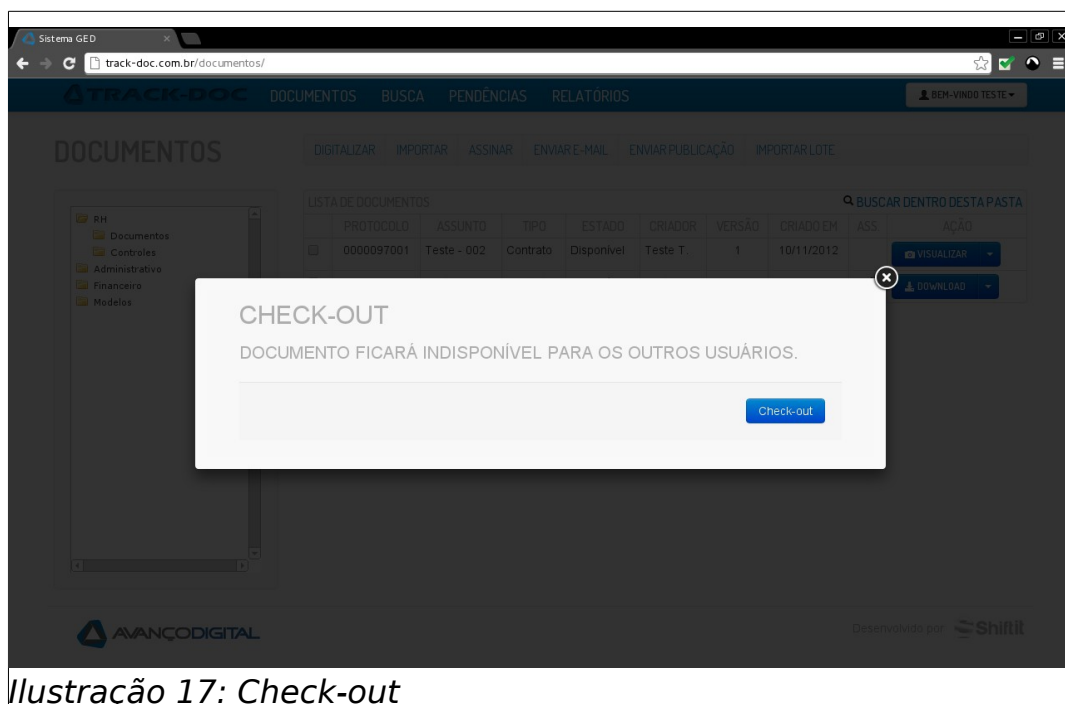 Sistema GED
track-doc.com.br/documentos/
TRACK-DOC DOCUMENTOS BUSCA PENDÊNCIAS RELATÓRIOS BEM-VINDO TESTE
DOCUMENTOS
DIGITALIZAR IMPORTAR ASSINAR ENVIAR E-MAIL ENVIAR PUBLICAÇÃO IMPORTAR LOTE
LISTA DE DOCUMENTOS BUSCAR DENTRO DESTA PASTA
PROTOCOLO ASSUNTO TIPO ESTADO CRIADOR VERSÃO CRIADO EM ASS. AÇÃO
0000097001 Teste - 002 Contrato Disponível Teste T. 1 10/11/2012 VISUALIZAR
DOWNLOAD
RH
Documentos
Controles
Administrativo
Financeiro
Modelos
CHECK-OUT
DOCUMENTO FICARÁ INDISPONÍVEL PARA OS OUTROS USUÁRIOS.
Check-out
AVANÇODIGITAL
Desenvolvido por Shiftit
Ilustração 17: Check-out